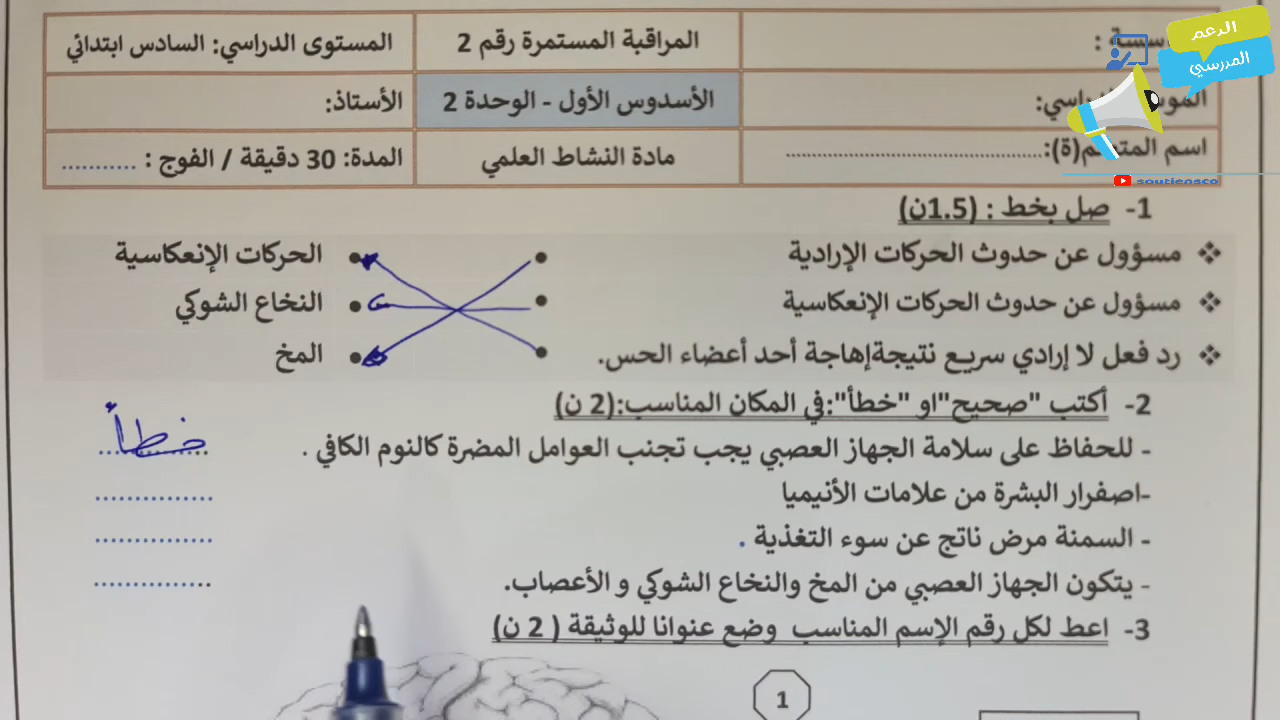 المراقبة المستمرة رقم 2
المستوى الدراسي: السادس ابتدائي
الأسدوس الأول - الوحدة 2
الأستاذ:
اسم
مادة النشاط العلمي
المدة: 30 دقيقة / الفوج : ..........
الدعم
المدرسي
soutiensco
1- صل بخط : (1.5ن)
❖ مسؤول عن حدوث الحركات الإرادية • • الحركات الإنعكاسية
❖ مسؤول عن حدوث الحركات الإنعكاسية • • النخاع الشوكي
❖ رد فعل لا إرادي سريع نتيجةإهاجة أحد أعضاء الحس. • • المخ
2- أكتب "صحيح"او "خطأ":في المكان المناسب:(2 ن)
- للحفاظ على سلامة الجهاز العصبي يجب تجنب العوامل المضرة كالنوم الكافي . خطأ
-اصفرار البشرة من علامات الأنيميا ..............
- السمنة مرض ناتج عن سوء التغذية . ..............
- يتكون الجهاز العصبي من المخ والنخاع الشوكي و الأعصاب. ..............
3- اعط لكل رقم الإسم المناسب وضع عنوانا للوثيقة ( 2 ن)
1